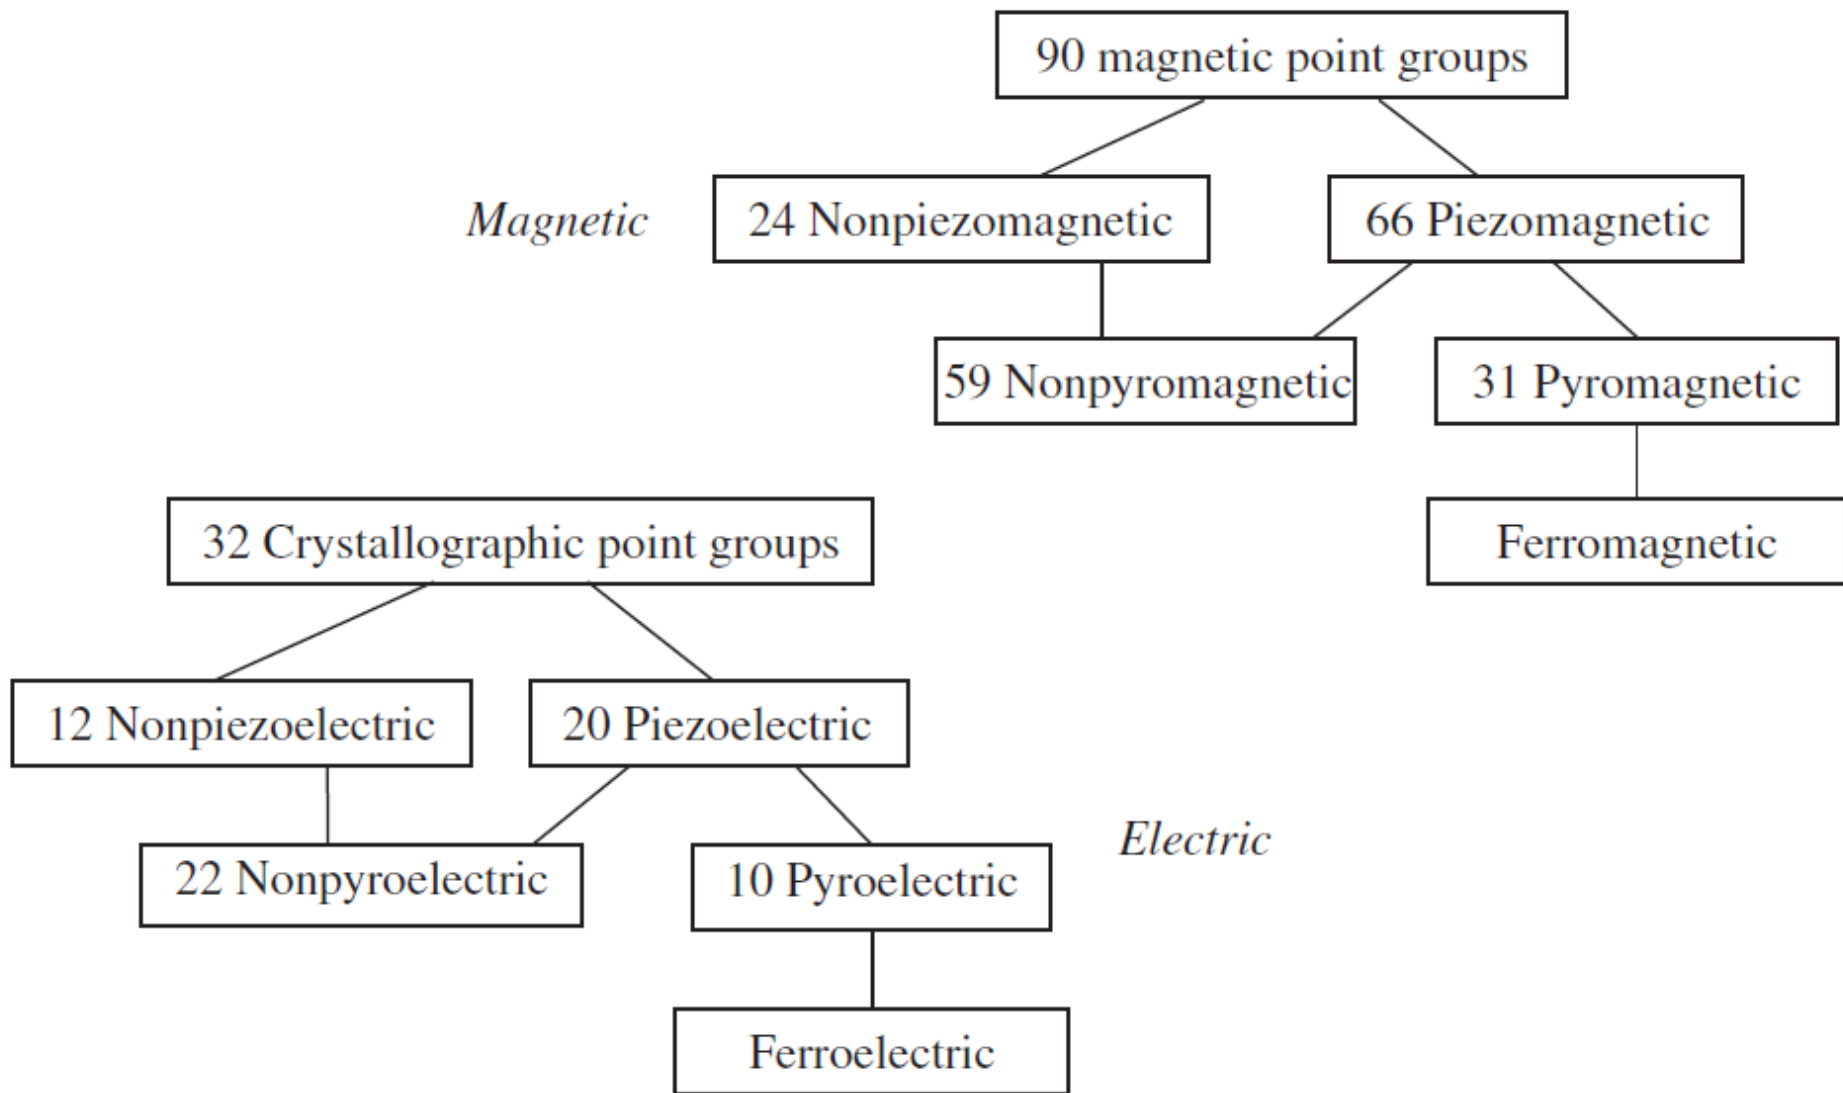 90 magnetic point groups
Magnetic
24 Nonpiezomagnetic
66 Piezomagnetic
59 Nonpyromagnetic
31 Pyromagnetic
Ferromagnetic
32 Crystallographic point groups
12 Nonpiezoelectric
20 Piezoelectric
Electric
22 Nonpyroelectric
10 Pyroelectric
Ferroelectric